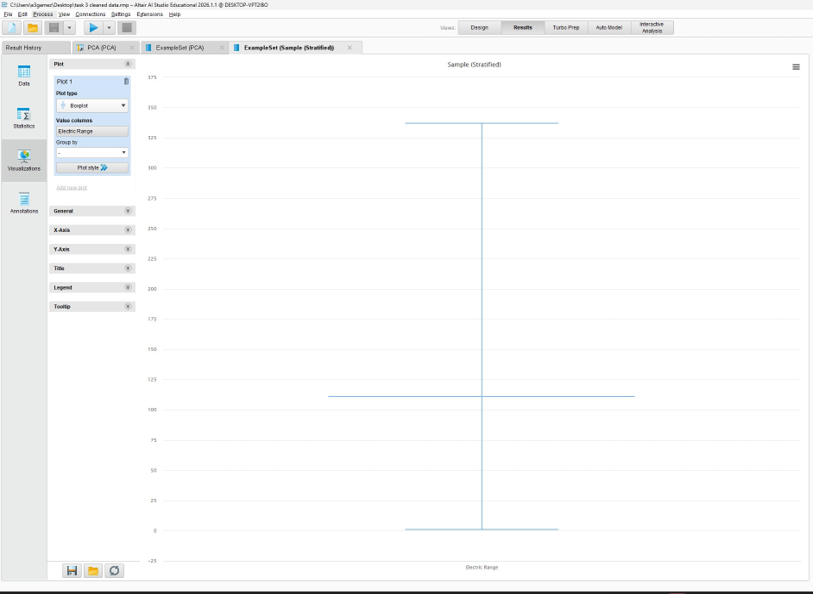 C:\Users\a3gamez\Desktop\task 3 cleaned data.rmp – Altair AI Studio Educational 2026.1.1 @ DESKTOP-VPT2IBO
File Edit Process View Connections Settings Extensions Help
Views: Design Results Turbo Prep Auto Model Interactive Analysis
Result History PCA (PCA) ExampleSet (PCA) ExampleSet (Sample (Stratified))
Data
Statistics
Visualizations
Annotations
Plot
Plot 1
Plot type
Boxplot
Value columns
Electric Range
Group by
-
Plot style
Add new plot
General
X-Axis
Y-Axis
Title
Legend
Tooltip
Sample (Stratified)
375
350
325
300
275
250
225
200
175
150
125
100
75
50
25
0
-25
Electric Range